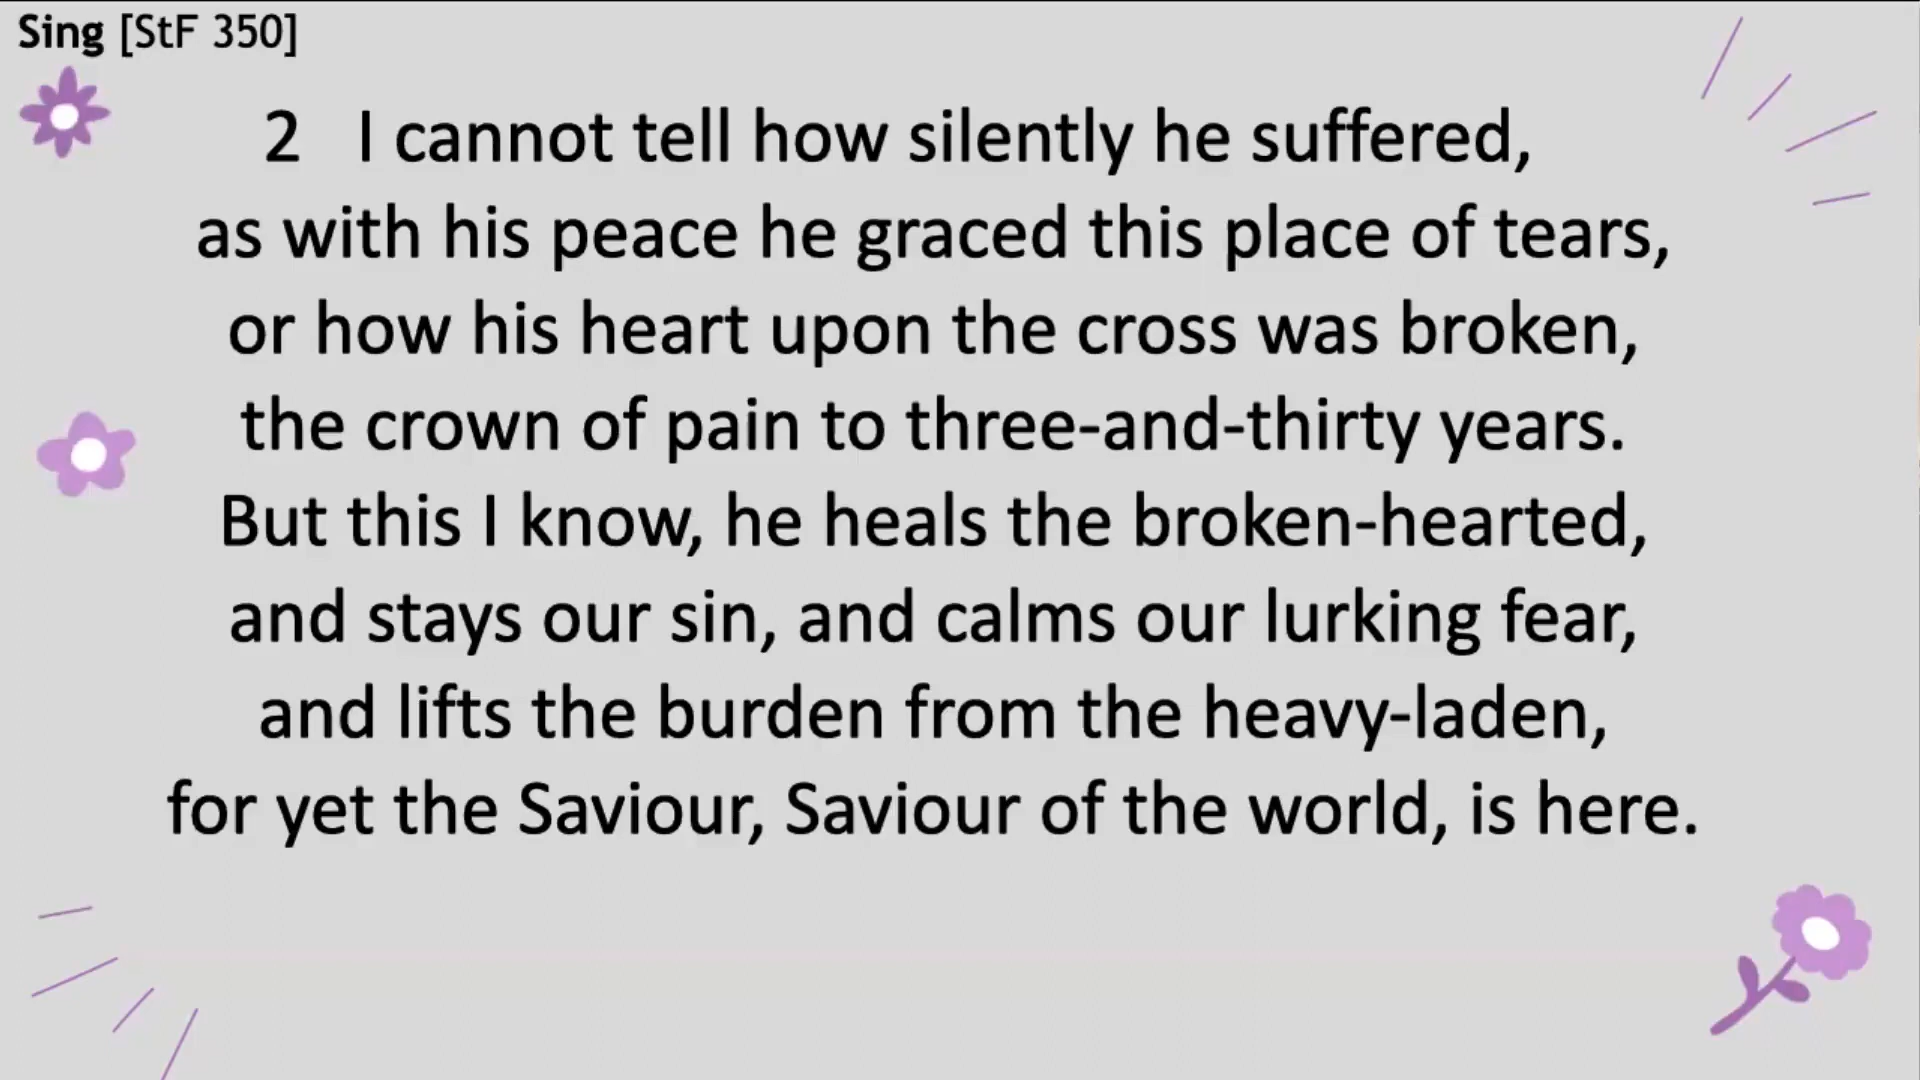 Sing [StF 350]
2 I cannot tell how silently he suffered,
as with his peace he graced this place of tears,
or how his heart upon the cross was broken,
the crown of pain to three-and-thirty years.
But this I know, he heals the broken-hearted,
and stays our sin, and calms our lurking fear,
and lifts the burden from the heavy-laden,
for yet the Saviour, Saviour of the world, is here.